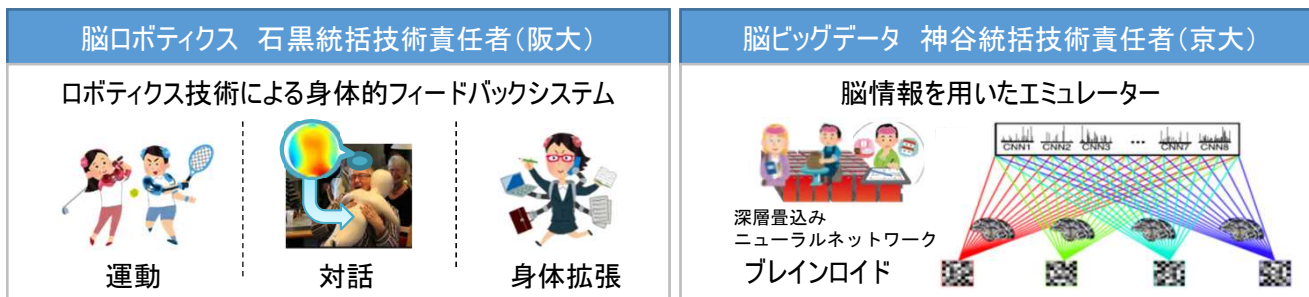 脳ロボティクス 石黒統括技術責任者(阪大)
ロボティクス技術による身体的フィードバックシステム
運動
対話
身体拡張
脳ビッグデータ 神谷統括技術責任者(京大)
脳情報を用いたエミュレーター
CNN1 CNN2 CNN3 ... CNN7 CNN8
深層畳込み
ニューラルネットワーク
ブレインロイド